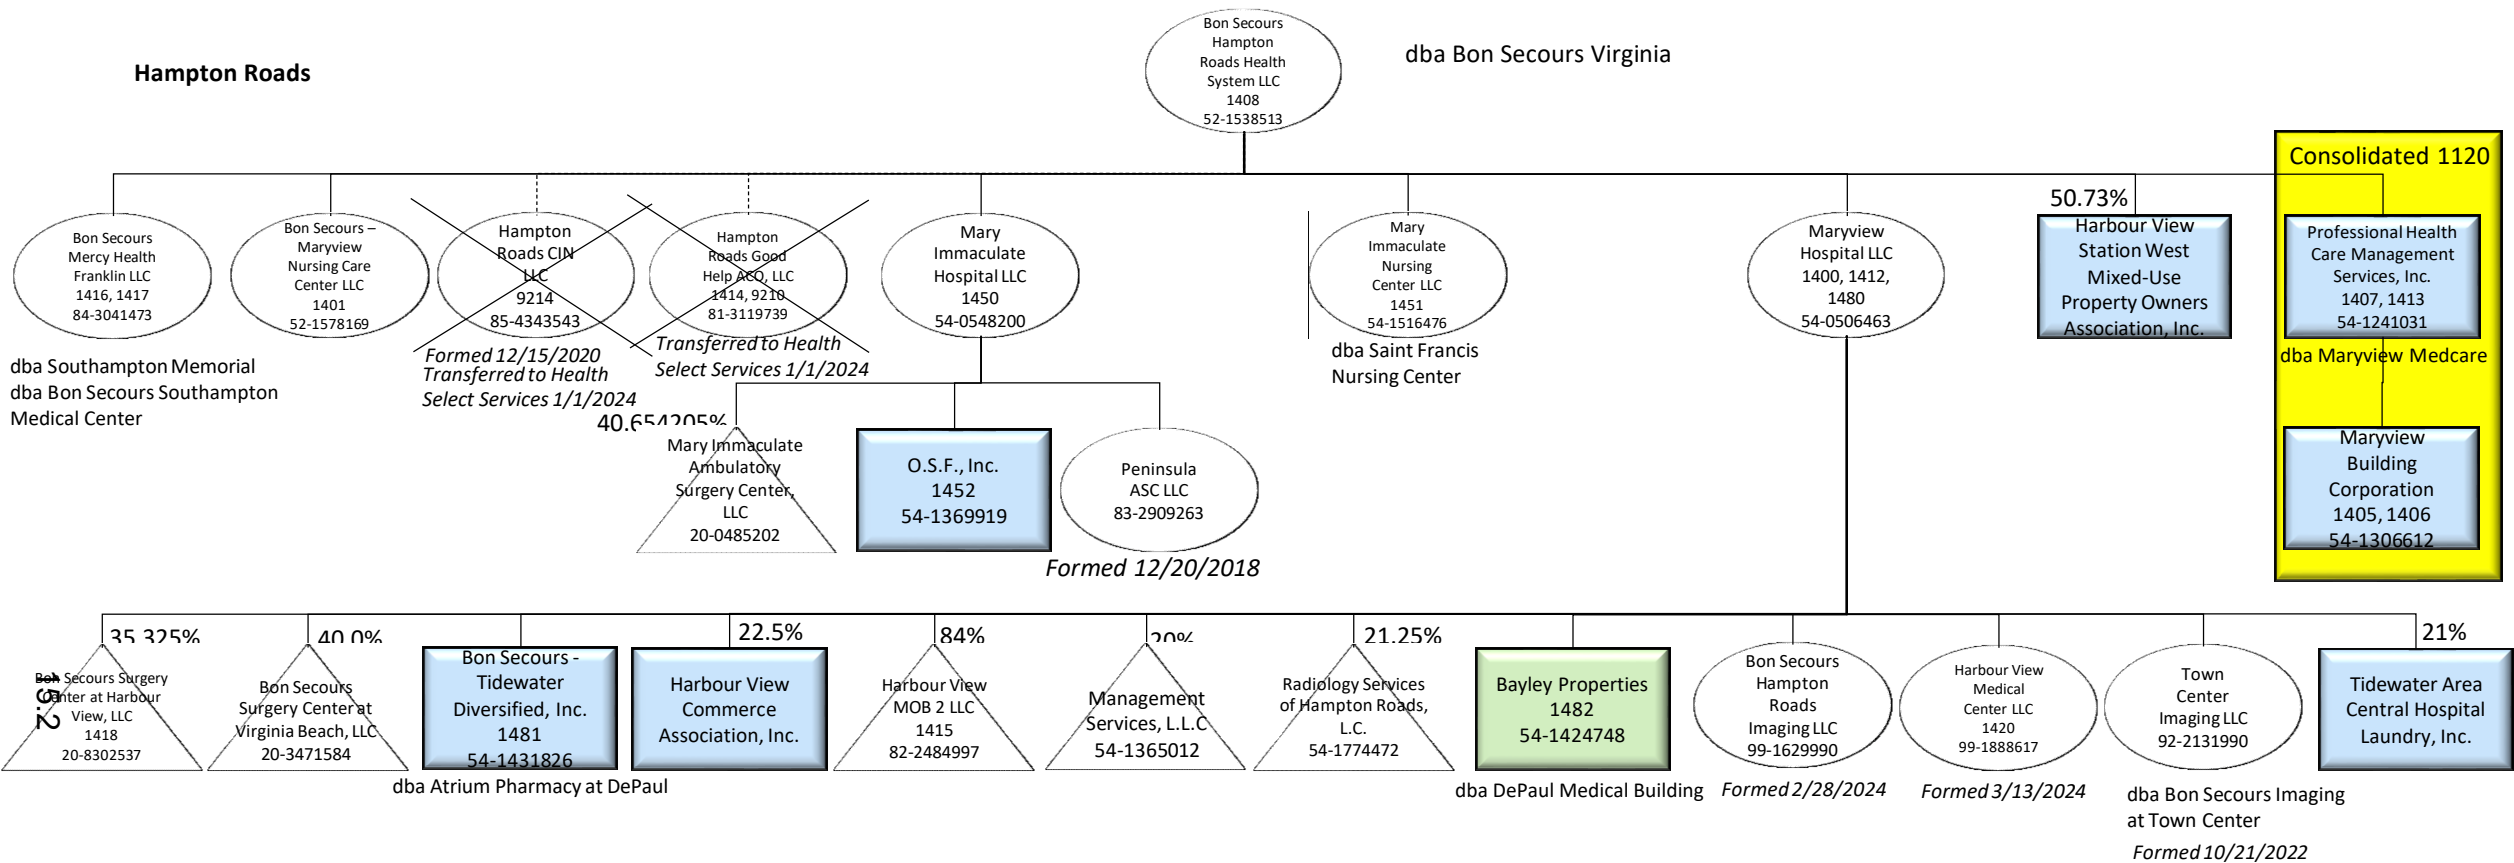 Hampton Roads
Bon Secours
Hampton
Roads Health
System LLC
1408
52-1538513
dba Bon Secours Virginia
Consolidated 1120
Bon Secours
Mercy Health
Franklin LLC
1416, 1417
84-3041473
dba Southampton Memorial
dba Bon Secours Southampton
Medical Center
Bon Secours –
Maryview
Nursing Care
Center LLC
1401
52-1578169
Hampton
Roads CIN
LLC
9214
85-4343543
Formed 12/15/2020
Transferred to Health
Select Services 1/1/2024
Hampton
Roads Good
Help ACO, LLC
1414, 9210
81-3119739
Transferred to Health
Select Services 1/1/2024
Mary
Immaculate
Hospital LLC
1450
54-0548200
Mary
Immaculate
Nursing
Center LLC
1451
54-1516476
dba Saint Francis
Nursing Center
Maryview
Hospital LLC
1400, 1412,
1480
54-0506463
50.73%
Harbour View
Station West
Mixed-Use
Property Owners
Association, Inc.
Professional Health
Care Management
Services, Inc.
1407, 1413
54-1241031
dba Maryview Medcare
40.654205%
Mary Immaculate
Ambulatory
Surgery Center,
LLC
20-0485202
O.S.F., Inc.
1452
54-1369919
Peninsula
ASC LLC
83-2909263
Formed 12/20/2018
Maryview
Building
Corporation
1405, 1406
54-1306612
35.325%
15.2
Bon Secours Surgery
Center at Harbour
View, LLC
1418
20-8302537
40.0%
Bon Secours
Surgery Center at
Virginia Beach, LLC
20-3471584
Bon Secours -
Tidewater
Diversified, Inc.
1481
54-1431826
dba Atrium Pharmacy at DePaul
22.5%
Harbour View
Commerce
Association, Inc.
84%
Harbour View
MOB 2 LLC
1415
82-2484997
20%
Management
Services, L.L.C
54-1365012
21.25%
Radiology Services
of Hampton Roads,
L.C.
54-1774472
Bayley Properties
1482
54-1424748
dba DePaul Medical Building
Bon Secours
Hampton
Roads
Imaging LLC
99-1629990
Formed 2/28/2024
Harbour View
Medical
Center LLC
1420
99-1888617
Formed 3/13/2024
Town
Center
Imaging LLC
92-2131990
dba Bon Secours Imaging
at Town Center
Formed 10/21/2022
21%
Tidewater Area
Central Hospital
Laundry, Inc.